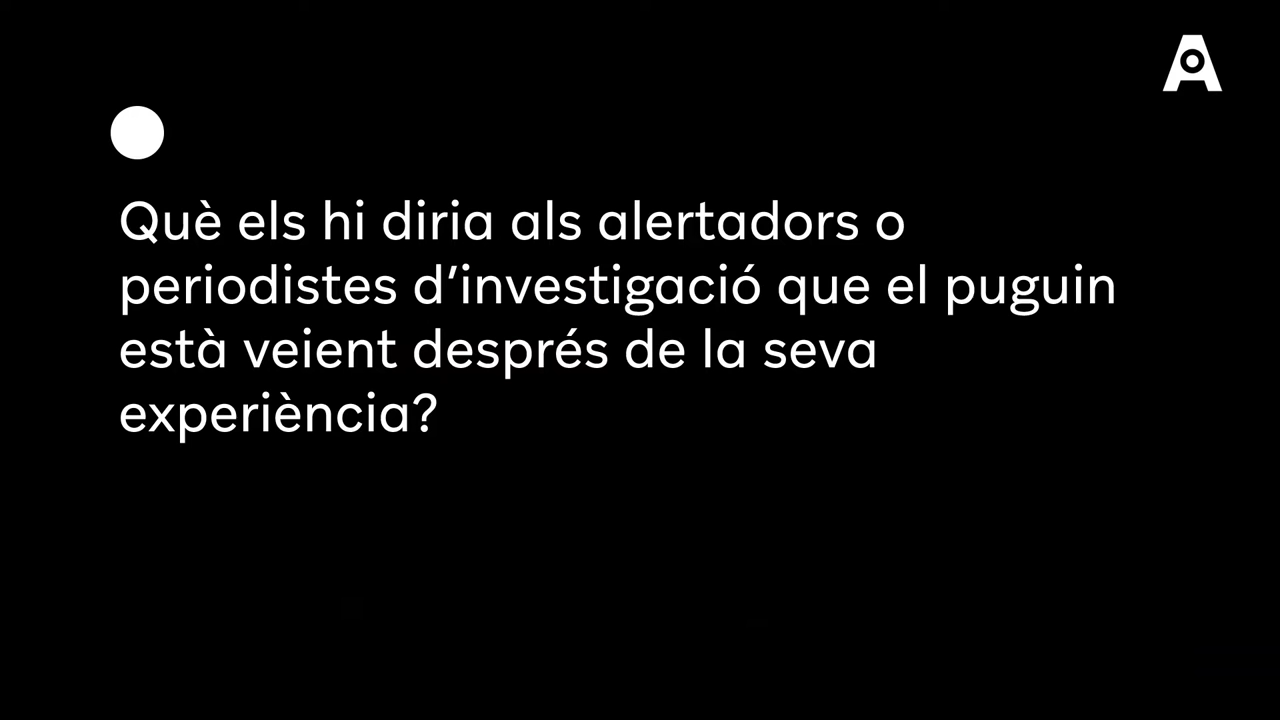 Què els hi diria als alertadors o
periodistes d’investigació que el puguin
està veient després de la seva
experiència?